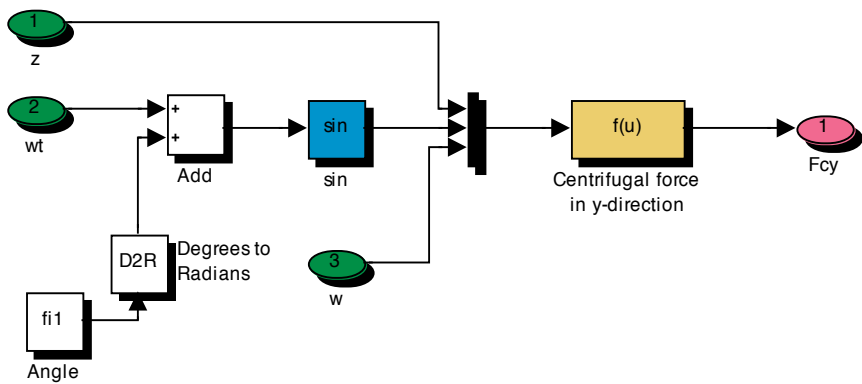 1
z
2
wt
+
+
Add
sin
sin
f(u)
Centrifugal force
in y-direction
1
Fcy
D2R
Degrees to
Radians
3
w
fi1
Angle